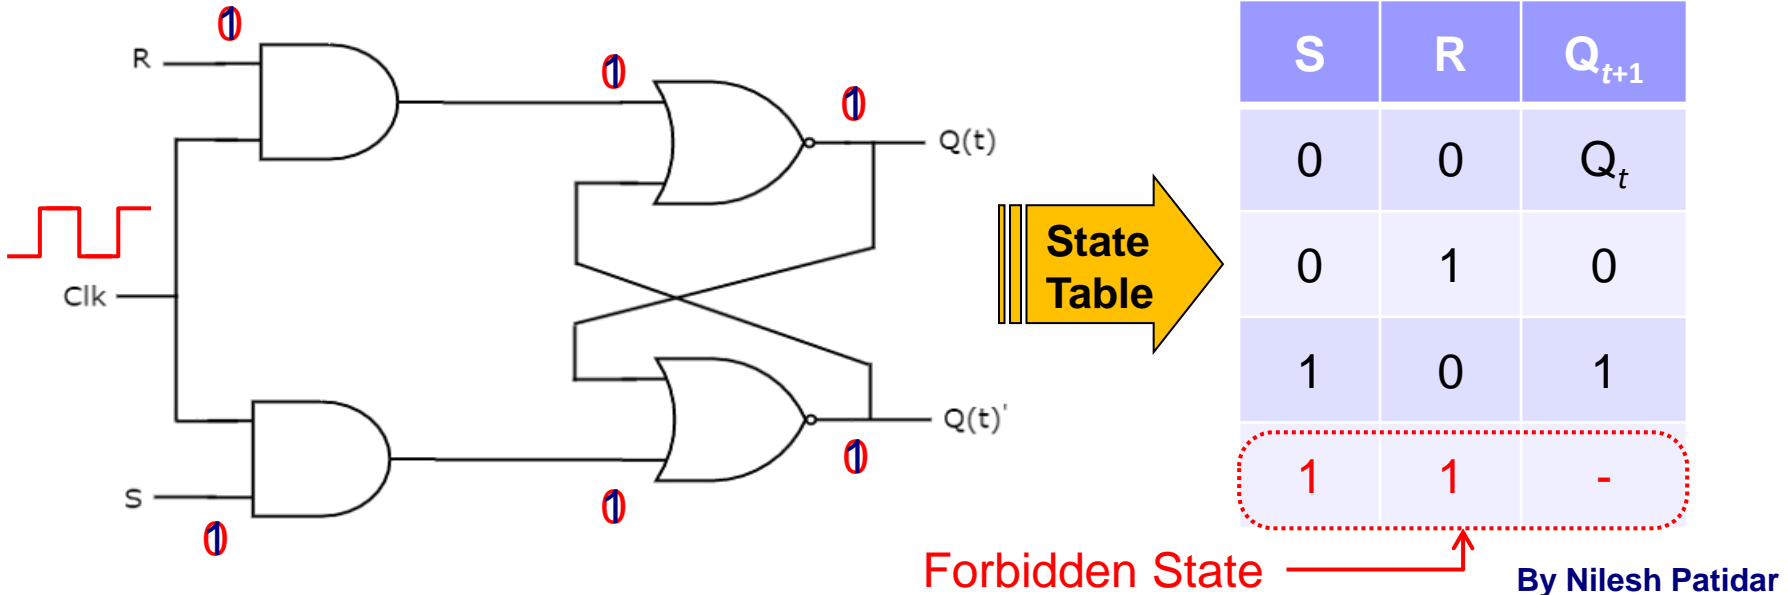 R
Clk
S
Q(t)
Q(t)'
State
Table
S R Qt+1
0 0 Qt
0 1 0
1 0 1
1 1 -
Forbidden State
By Nilesh Patidar